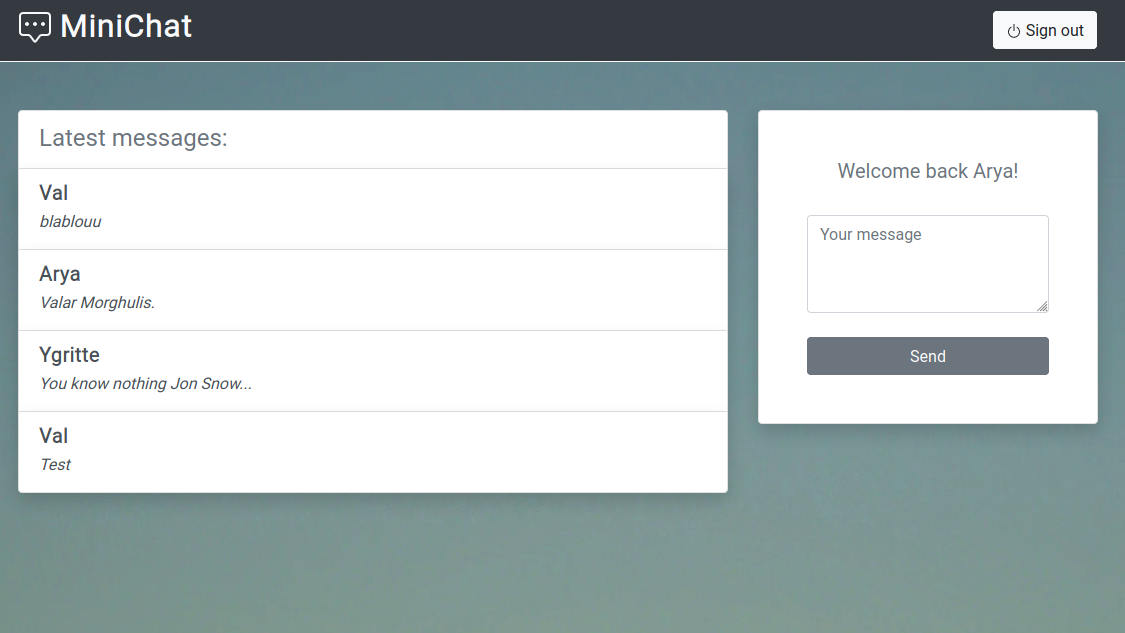 MiniChat
Sign out
Latest messages:
Val
blablouu
Arya
Valar Morghulis.
Ygritte
You know nothing Jon Snow...
Val
Test
Welcome back Arya!
Your message
Send